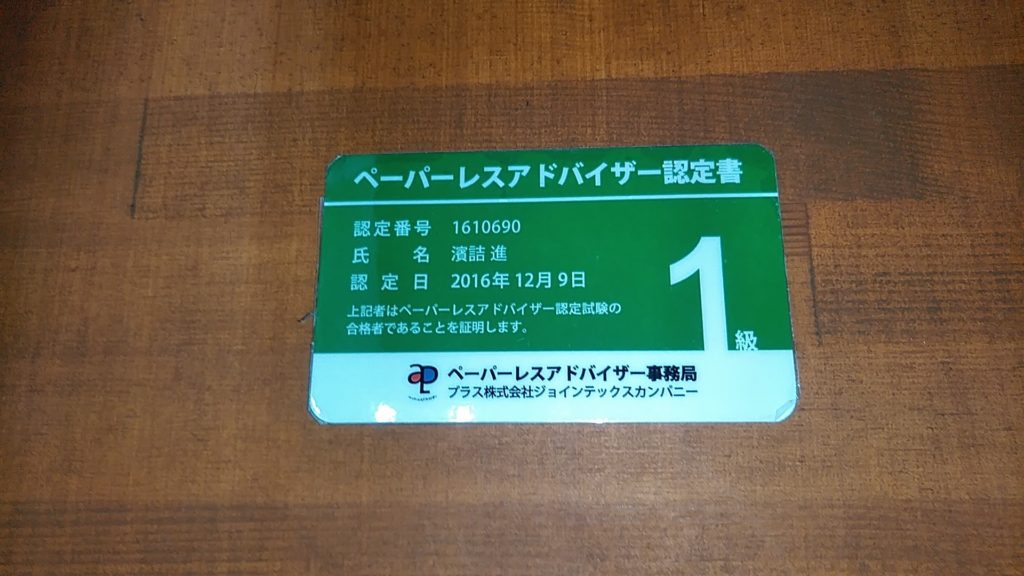 ペーパーレスアドバイザー認定書
認定番号 1610690
氏名 濱詰 進
認定日 2016年 12月 9日
上記者はペーパーレスアドバイザー認定試験の
合格者であることを証明します。
1級
ペーパーレスアドバイザー事務局
プラス株式会社ジョインテックスカンパニー